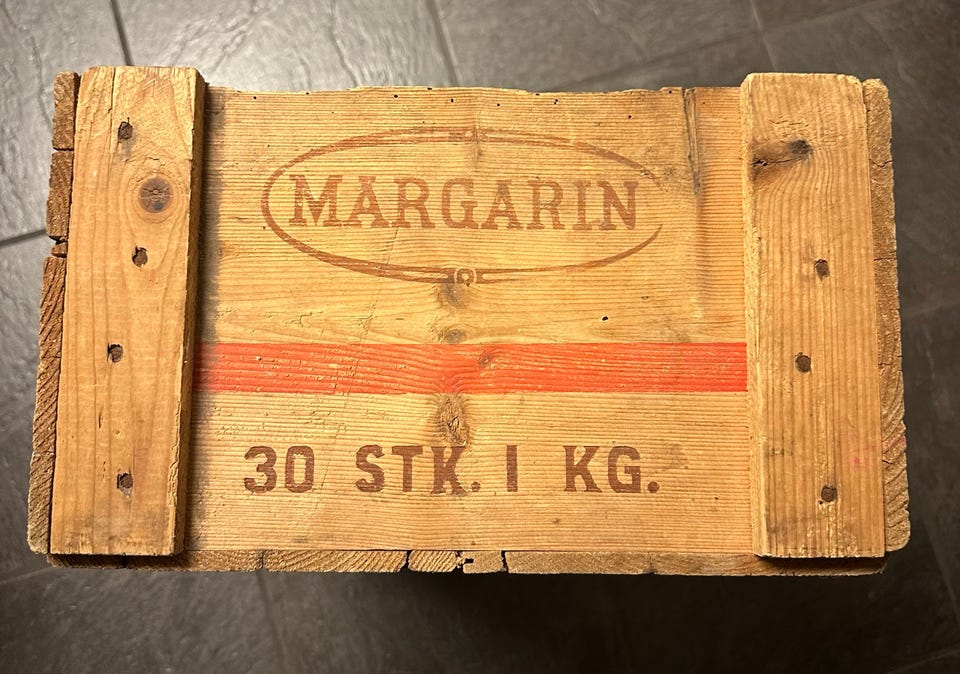 MARGARIN
30 STK. 1 KG.